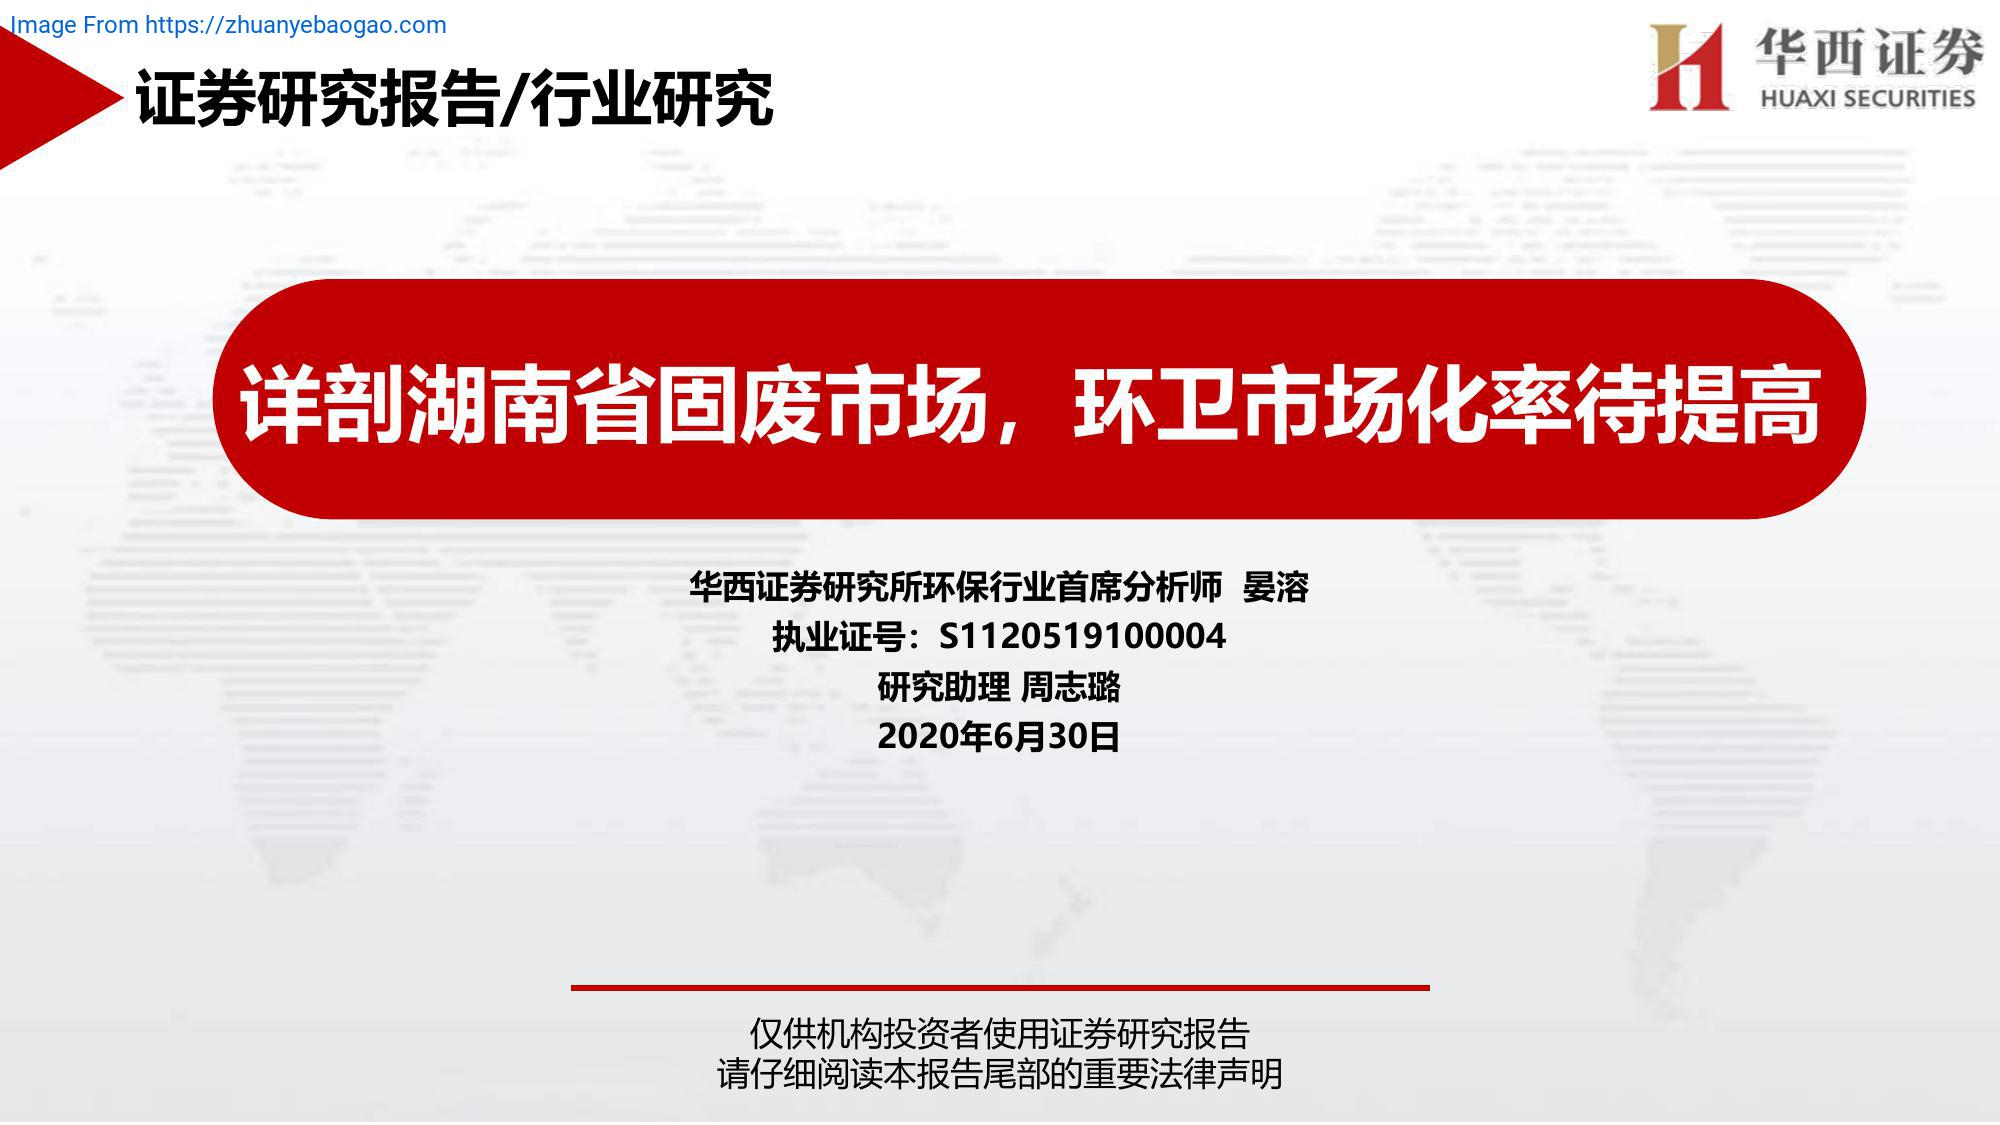 Image From https://zhuanyebaogao.com
华西证券
HUAXI SECURITIES
证券研究报告/行业研究
详剖湖南省固废市场，环卫市场化率待提高
华西证券研究所环保行业首席分析师 晏溶
执业证号：S1120519100004
研究助理 周志璐
2020年6月30日
仅供机构投资者使用证券研究报告
请仔细阅读本报告尾部的重要法律声明